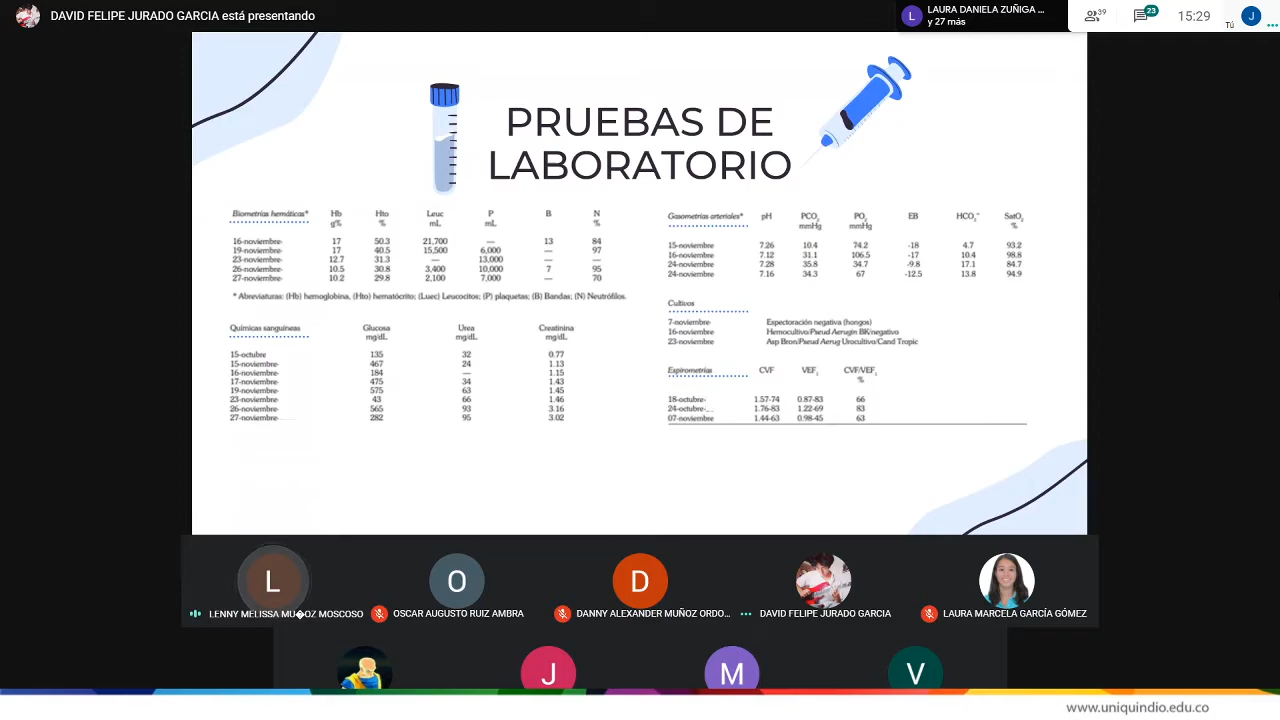 DAVID FELIPE JURADO GARCIA está presentando
L
LAURA DANIELA ZUÑIGA ...
y 27 más
39
23
15:29
Tú
J
PRUEBAS DE
LABORATORIO
Biometrías hemáticas* Hb Hto Leuc P B N
g% % mL mL %
16-noviembre- 17 50.3 21,700 — 13 84
19-noviembre- 17 40.5 15,500 6,000 — 97
23-noviembre- 12.7 31.3 — 13,000 — —
26-noviembre- 10.5 30.8 3,400 10,000 7 95
27-noviembre- 10.2 29.8 2,100 7,000 — 70
* Abreviaturas: (Hb) hemoglobina, (Hto) hematócrito; (Luec) Leucocitos; (P) plaquetas; (B) Bandas; (N) Neutrófilos.
Químicas sanguíneas Glucosa Urea Creatinina
mg/dL mg/dL mg/dL
15-octubre 135 32 0.77
15-noviembre- 467 24 1.13
16-noviembre- 184 — 1.15
17-noviembre- 475 34 1.43
19-noviembre- 575 63 1.45
23-noviembre- 43 66 1.46
26-noviembre- 565 93 3.16
27-noviembre- 282 95 3.02
Gasometrías arteriales* pH PCO2 PO2 EB HCO3− SatO2
mmHg mmHg %
15-noviembre 7.26 10.4 74.2 -18 4.7 93.2
16-noviembre 7.12 31.1 106.5 -17 10.4 98.8
24-noviembre 7.28 35.8 34.7 -9.8 17.1 84.7
24-noviembre 7.16 34.3 67 -12.5 13.8 94.9
Cultivos
7-noviembre- Espectoración negativa (hongos)
16-noviembre Hemocultivo/Pseud Aerugin BK/negativo
23-noviembre Asp Bron/Pseud Aerug Urocultivo/Cand Tropic
Espirometrías CVF VEF1 CVF/VEF1
%
18-octubre- 1.57-74 0.87-83 66
24-octubre- 1.76-83 1.22-69 83
07-noviembre 1.44-63 0.98-45 63
L
O
D
LENNY MELISSA MU�OZ MOSCOSO
OSCAR AUGUSTO RUIZ AMBRA
DANNY ALEXANDER MUÑOZ ORDO...
DAVID FELIPE JURADO GARCIA
LAURA MARCELA GARCÍA GÓMEZ
J
M
V
www.uniquindio.edu.co